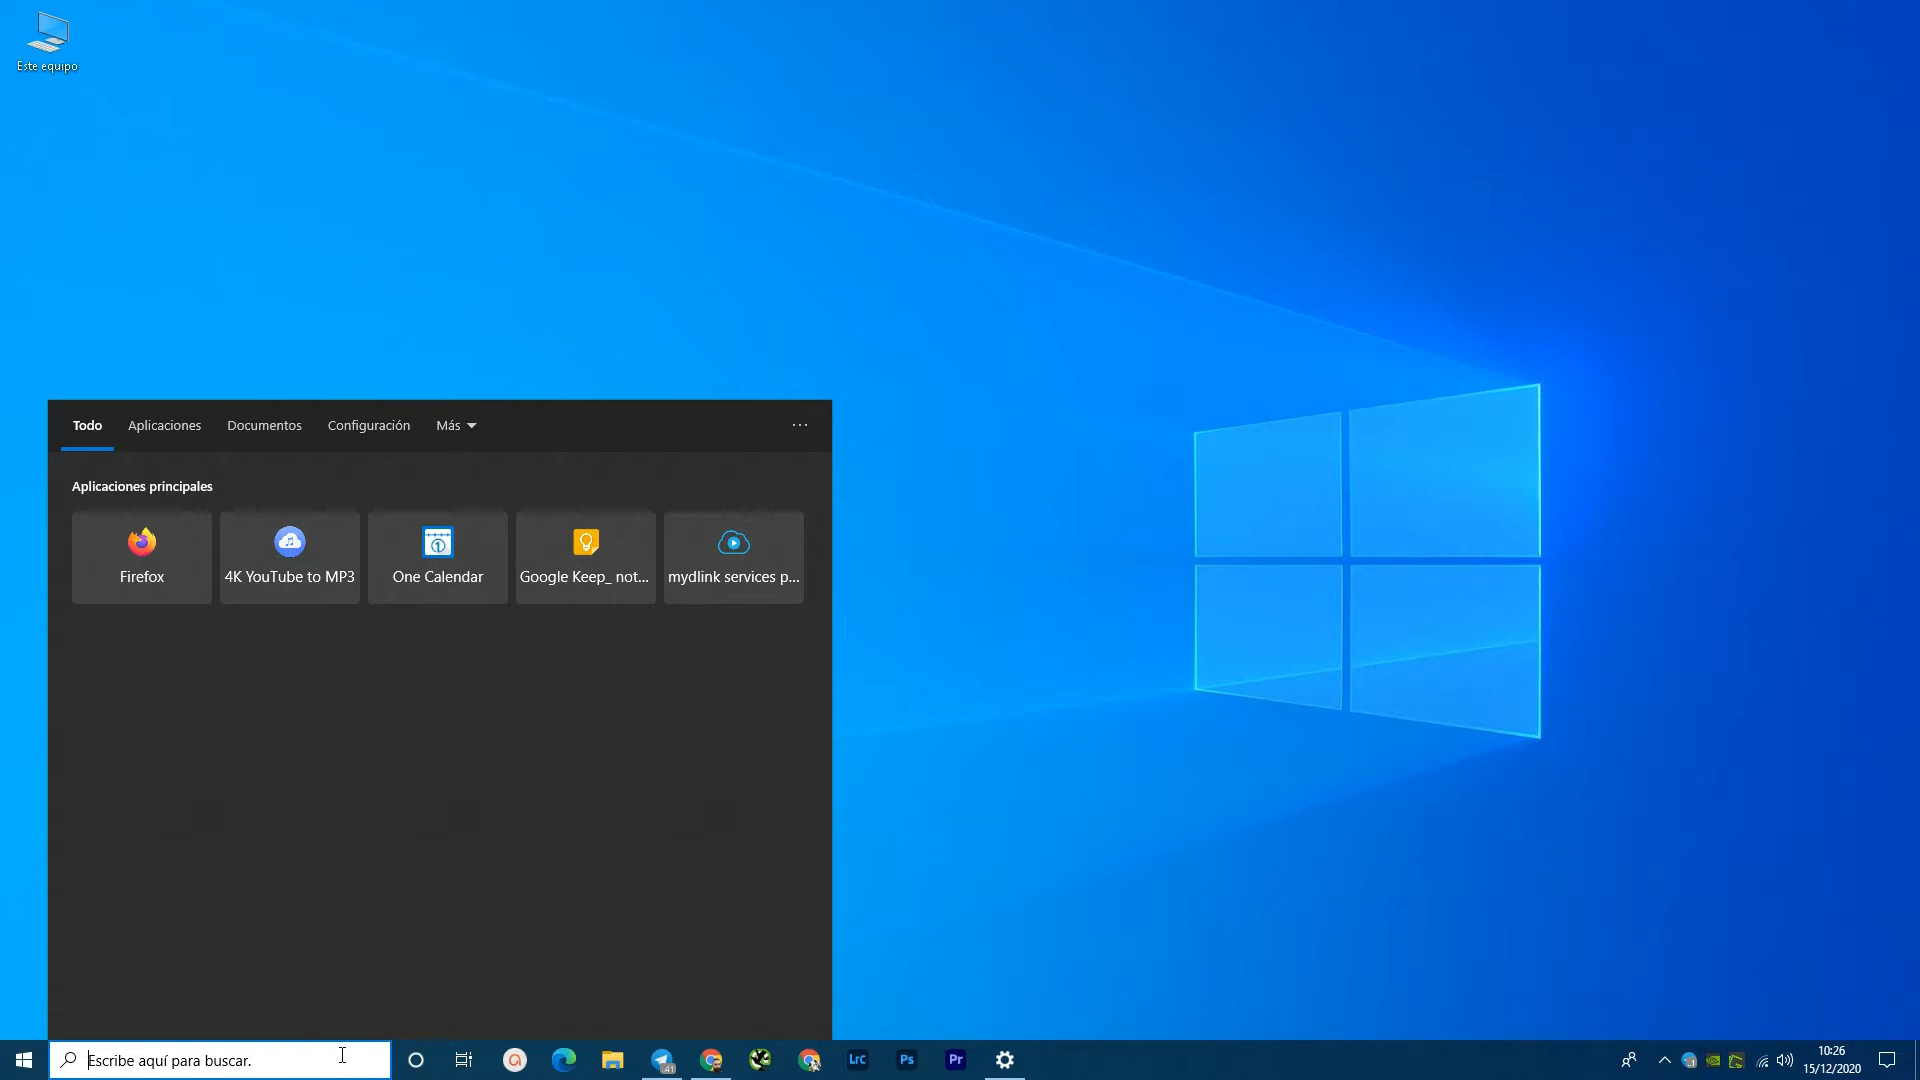 Este equipo
Todo Aplicaciones Documentos Configuración Más ...
Aplicaciones principales
Firefox 4K YouTube to MP3 One Calendar Google Keep_ not... mydlink services p...
Escribe aquí para buscar.
41
Lrc Ps Pr
10:26
15/12/2020